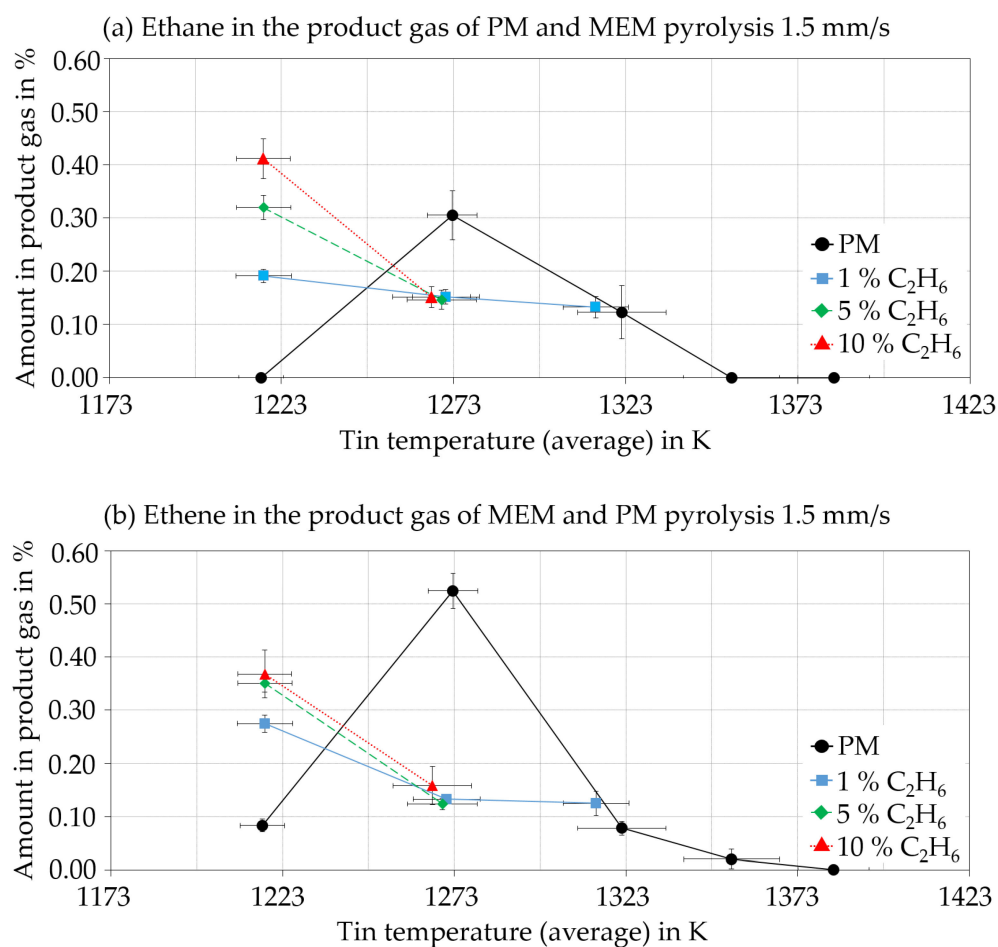 (a) Ethane in the product gas of PM and MEM pyrolysis 1.5 mm/s
Amount in product gas in %
0.60
0.50
0.40
0.30
0.20
0.10
0.00
PM
1 % C₂H₆
5 % C₂H₆
10 % C₂H₆
1173 1223 1273 1323 1373 1423
Tin temperature (average) in K
(b) Ethene in the product gas of MEM and PM pyrolysis 1.5 mm/s
Amount in product gas in %
0.60
0.50
0.40
0.30
0.20
0.10
0.00
PM
1 % C₂H₆
5 % C₂H₆
10 % C₂H₆
1173 1223 1273 1323 1373 1423
Tin temperature (average) in K